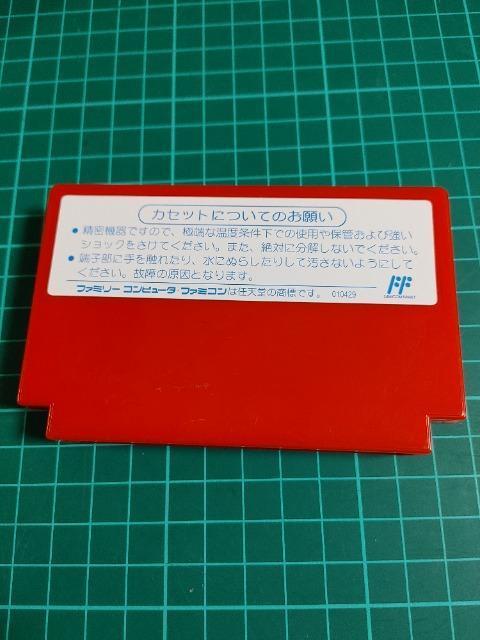 カセットについてのお願い
●精密機器ですので、極端な温度条件下での使用や保管および強い
ショックをさけてください。また、絶対に分解しないでください。
●端子部に手を触れたり、水にぬらしたりして汚さないようにして
ください。故障の原因となります。
ファミリーコンピュータ・ファミコンは任天堂の商標です。 010429
FF